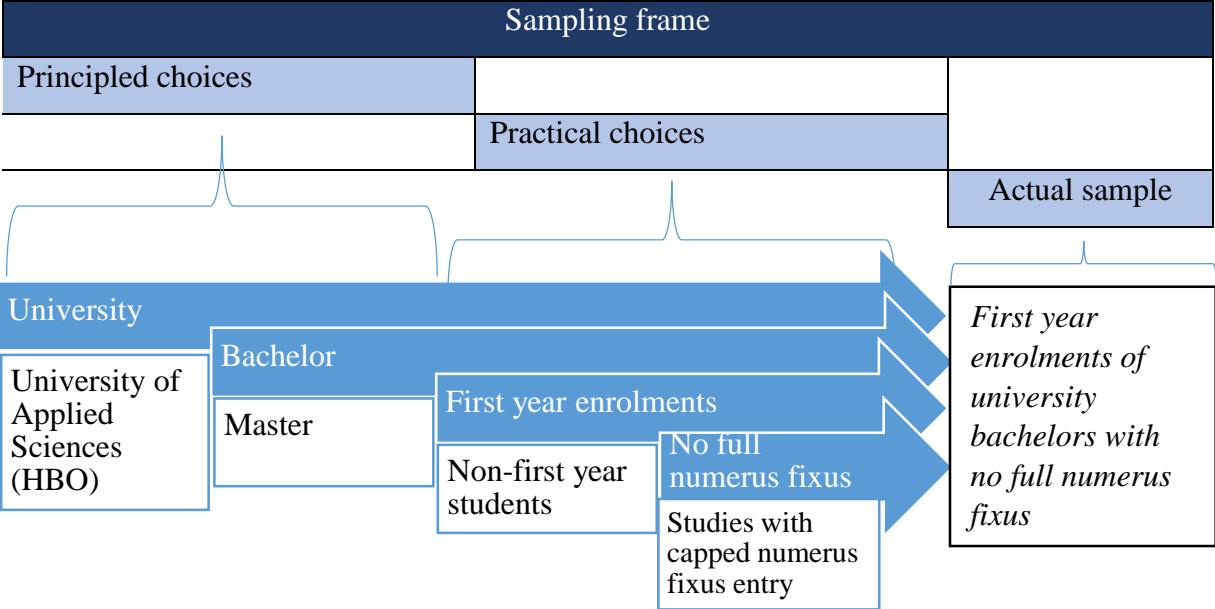 Sampling frame
Principled choices
Practical choices
Actual sample
University
University of
Applied
Sciences
(HBO)
Bachelor
Master
First year enrolments
Non-first year
students
No full
numerus fixus
Studies with
capped numerus
fixus entry
First year
enrolments of
university
bachelors with
no full numerus
fixus